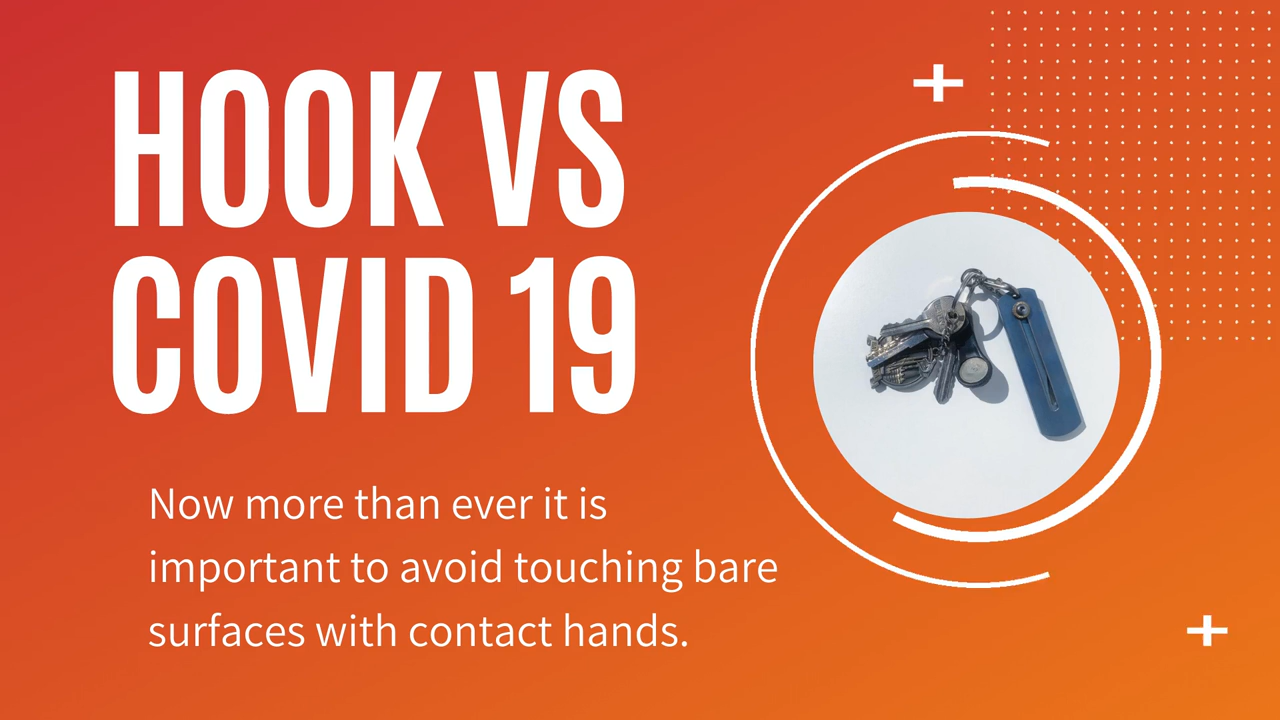 HOOK VS
COVID 19
Now more than ever it is
important to avoid touching bare
surfaces with contact hands.